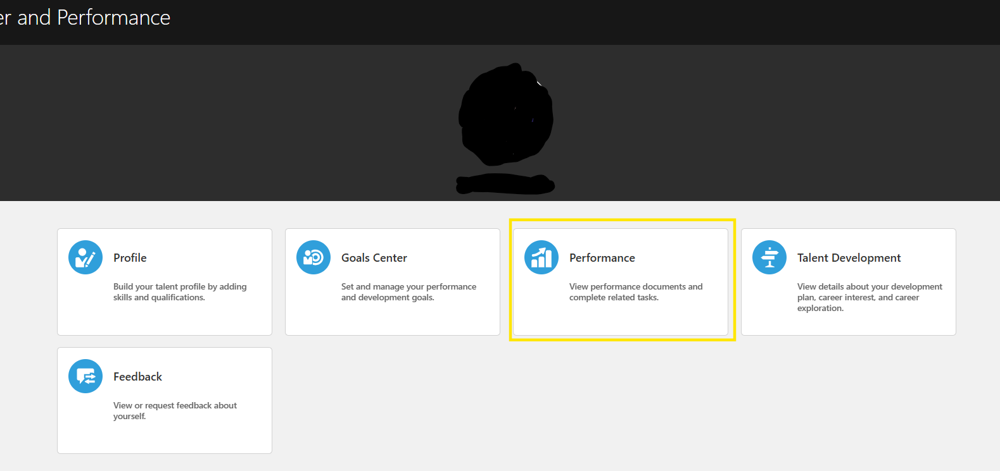 er and Performance
Profile
Build your talent profile by adding
skills and qualifications.
Goals Center
Set and manage your performance
and development goals.
Performance
View performance documents and
complete related tasks.
Talent Development
View details about your development
plan, career interest, and career
exploration.
Feedback
View or request feedback about
yourself.